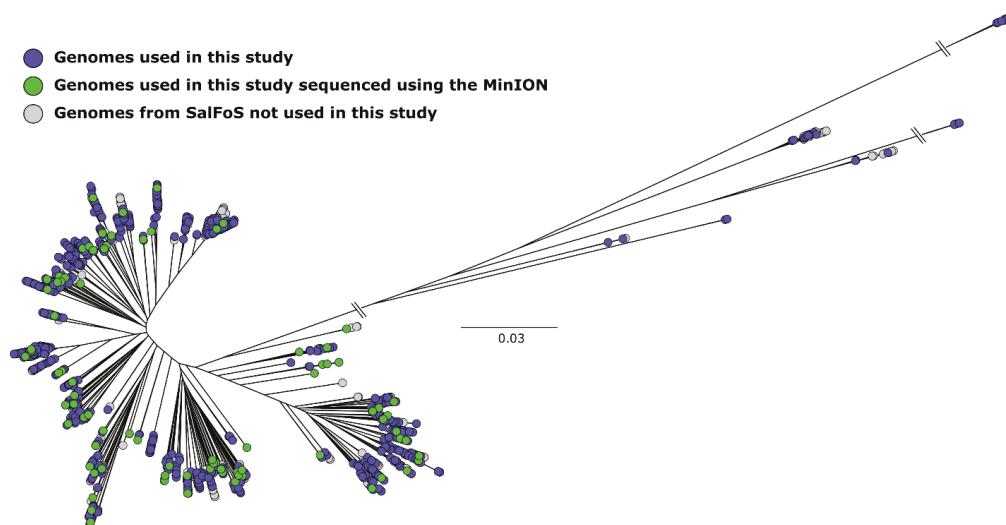 Genomes used in this study
Genomes used in this study sequenced using the MinION
Genomes from SalFoS not used in this study
0.03